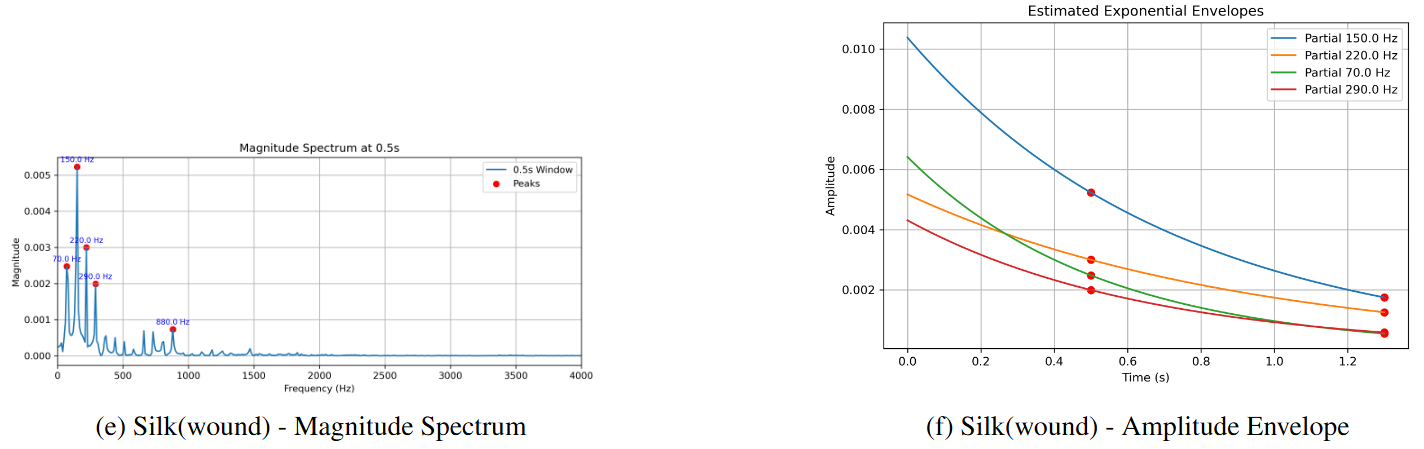 Magnitude Spectrum at 0.5s
0.5s Window
Peaks
150.0 Hz
220.0 Hz
70.0 Hz
290.0 Hz
880.0 Hz
Magnitude
0.005
0.004
0.003
0.002
0.001
0.000
0 500 1000 1500 2000 2500 3000 3500 4000
Frequency (Hz)
(e) Silk(wound) - Magnitude Spectrum
Estimated Exponential Envelopes
Partial 150.0 Hz
Partial 220.0 Hz
Partial 70.0 Hz
Partial 290.0 Hz
Amplitude
0.010
0.008
0.006
0.004
0.002
0.0 0.2 0.4 0.6 0.8 1.0 1.2
Time (s)
(f) Silk(wound) - Amplitude Envelope